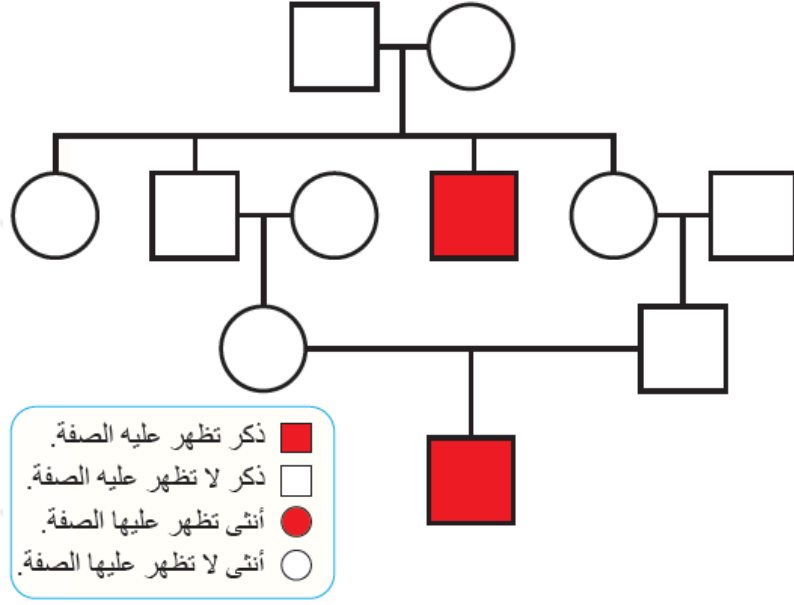 ذكر تظهر عليه الصفة.
ذكر لا تظهر عليه الصفة.
أنثى تظهر عليها الصفة.
أنثى لا تظهر عليها الصفة.